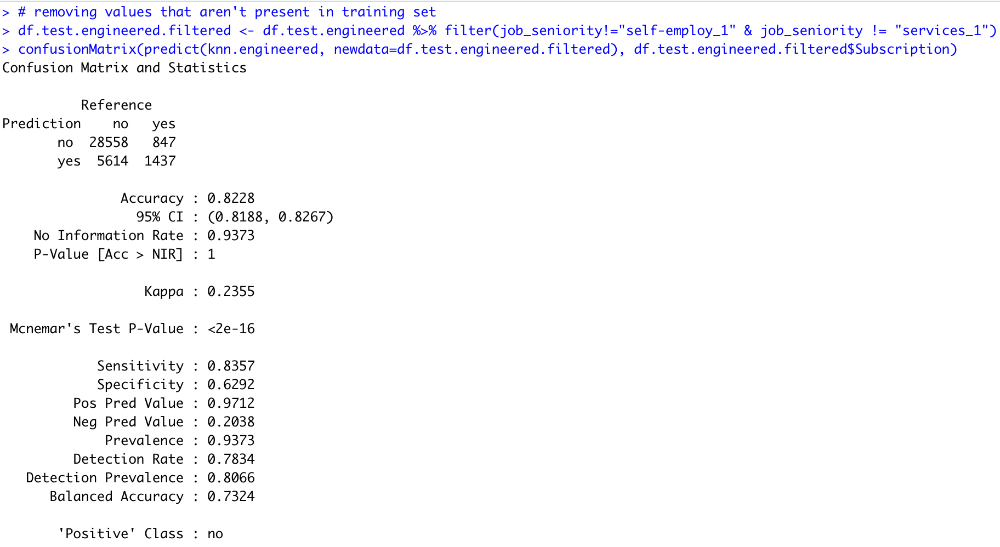 > # removing values that aren't present in training set
> df.test.engineered.filtered <- df.test.engineered %>% filter(job_seniority!="self-employ_1" & job_seniority != "services_1")
> confusionMatrix(predict(knn.engineered, newdata=df.test.engineered.filtered), df.test.engineered.filtered$Subscription)
Confusion Matrix and Statistics
Reference
Prediction no yes
no 28558 847
yes 5614 1437
Accuracy : 0.8228
95% CI : (0.8188, 0.8267)
No Information Rate : 0.9373
P-Value [Acc > NIR] : 1
Kappa : 0.2355
Mcnemar's Test P-Value : <2e-16
Sensitivity : 0.8357
Specificity : 0.6292
Pos Pred Value : 0.9712
Neg Pred Value : 0.2038
Prevalence : 0.9373
Detection Rate : 0.7834
Detection Prevalence : 0.8066
Balanced Accuracy : 0.7324
'Positive' Class : no